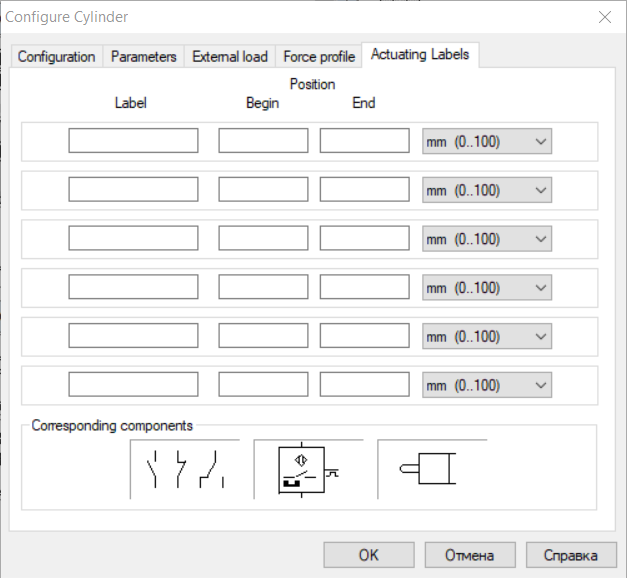 Configure Cylinder
Configuration Parameters External load Force profile Actuating Labels
Position
Label Begin End
mm (0..100)
mm (0..100)
mm (0..100)
mm (0..100)
mm (0..100)
mm (0..100)
Corresponding components
OK Отмена Справка